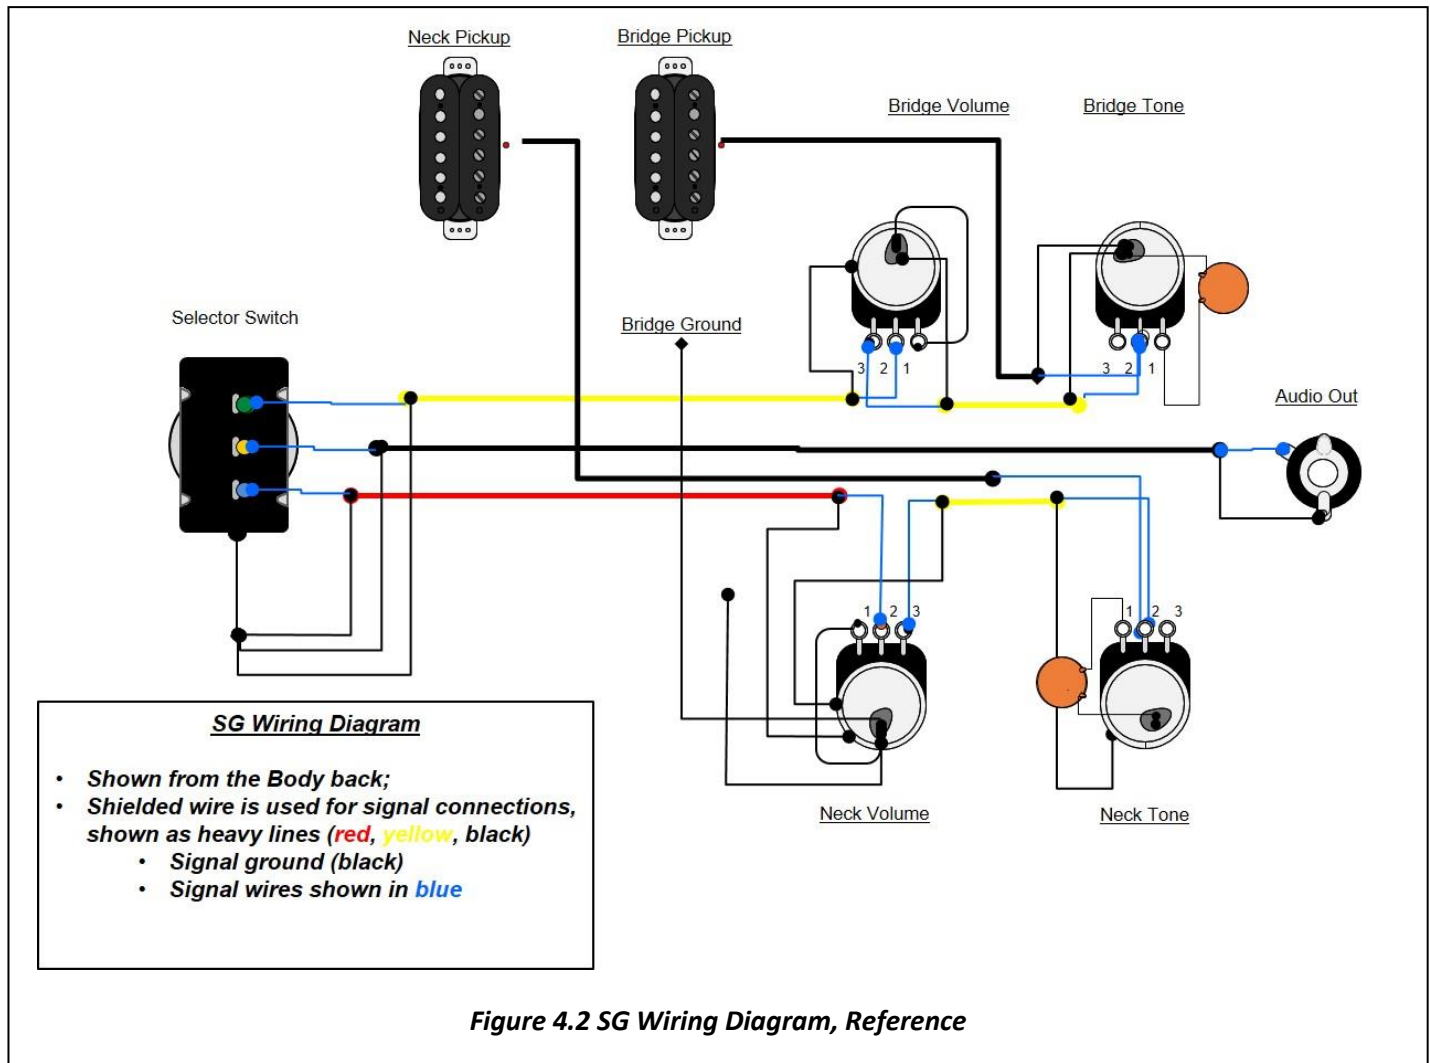 Neck Pickup
Bridge Pickup
Bridge Volume
Bridge Tone
Selector Switch
Bridge Ground
3 2 1
3 2 1
Audio Out
1 2 3
1 2 3
SG Wiring Diagram
• Shown from the Body back;
• Shielded wire is used for signal connections,
shown as heavy lines (red, yellow, black)
• Signal ground (black)
• Signal wires shown in blue
Neck Volume
Neck Tone
Figure 4.2 SG Wiring Diagram, Reference